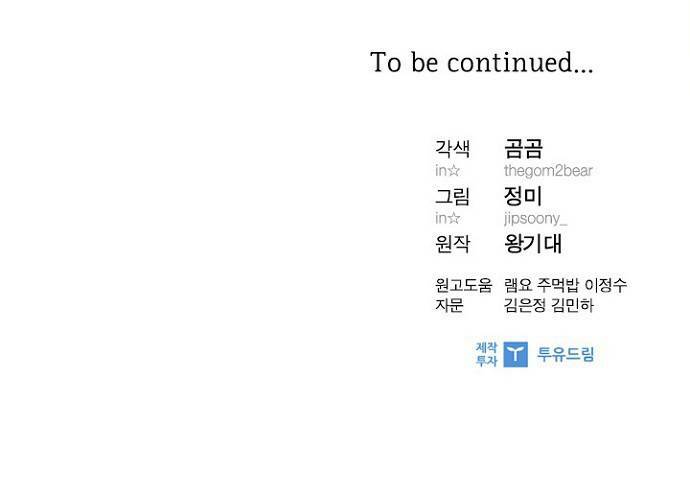 To be continued...
각색 곰곰
in☆ thegom2bear
그림 정미
in☆ jipsoony_
원작 왕기대
원고도움 램요 주먹밥 이정수
자문 김은정 김민하
제작
투자 투유드림